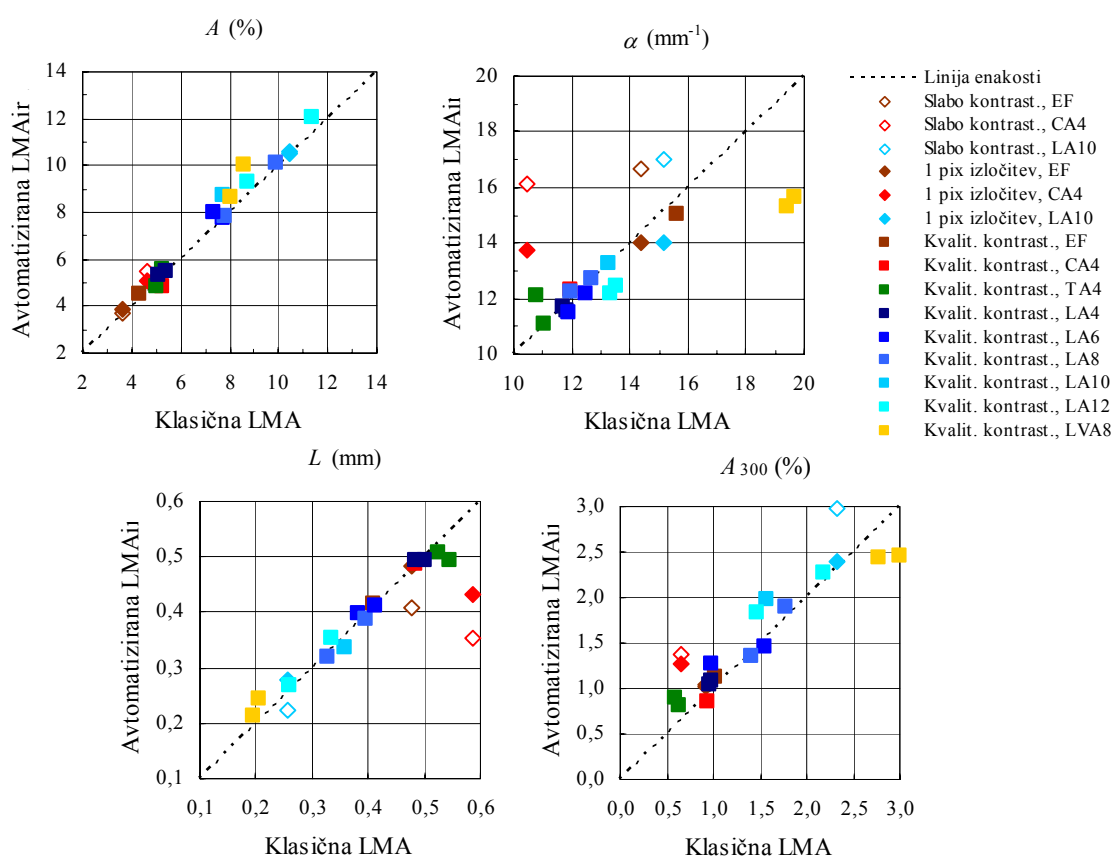 A (%)
Avtomatizirana LMAir
14
12
10
8
6
4
2
2 4 6 8 10 12 14
Klasična LMA
α (mm-1)
Avtomatizirana LMAiı
20
18
16
14
12
10
10 12 14 16 18 20
Klasična LMA
Linija enakosti
Slabo kontrast., EF
Slabo kontrast., CA4
Slabo kontrast., LA10
1 pix izločitev, EF
1 pix izločitev, CA4
1 pix izločitev, LA10
Kvalit. kontrast., EF
Kvalit. kontrast., CA4
Kvalit. kontrast., TA4
Kvalit. kontrast., LA4
Kvalit. kontrast., LA6
Kvalit. kontrast., LA8
Kvalit. kontrast., LA10
Kvalit. kontrast., LA12
Kvalit. kontrast., LVA8
L (mm)
Avtomatizirana LMAiı
0,6
0,5
0,4
0,3
0,2
0,1
0,1 0,2 0,3 0,4 0,5 0,6
Klasična LMA
A 300 (%)
Avtomatizirana LMAiı
3,0
2,5
2,0
1,5
1,0
0,5
0,0
0,0 0,5 1,0 1,5 2,0 2,5 3,0
Klasična LMA